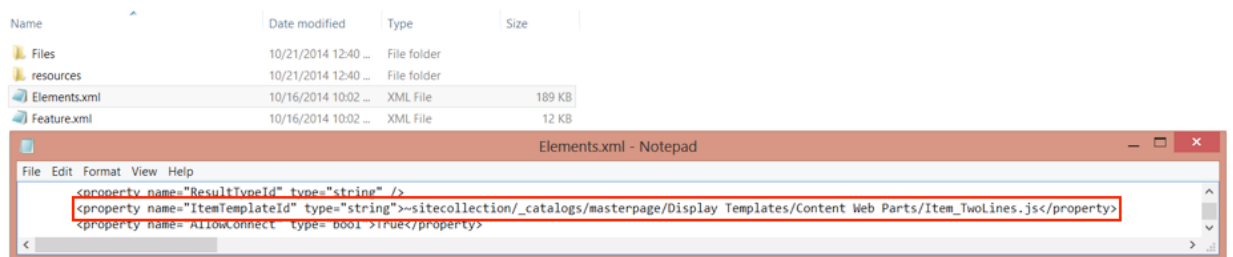 Name Date modified Type Size
Files 10/21/2014 12:40 ... File folder
resources 10/21/2014 12:40 ... File folder
Elements.xml 10/16/2014 10:02 ... XML File 189 KB
Feature.xml 10/16/2014 10:02 ... XML File 12 KB
Elements.xml - Notepad
File Edit Format View Help
<property name="ResultTypeId" type="string" />
<property name="ItemTemplateId" type="string">~sitecollection/_catalogs/masterpage/Display Templates/Content Web Parts/Item_TwoLines.js</property>
<property name="AllowConnect" type="bool">True</property>